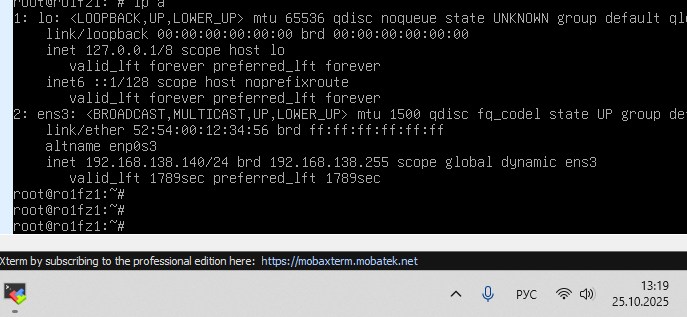 root@ro1fz1:~# ip a
1: lo: <LOOPBACK,UP,LOWER_UP> mtu 65536 qdisc noqueue state UNKNOWN group default qlo
link/loopback 00:00:00:00:00:00 brd 00:00:00:00:00:00
inet 127.0.0.1/8 scope host lo
valid_lft forever preferred_lft forever
inet6 ::1/128 scope host noprefixroute
valid_lft forever preferred_lft forever
2: ens3: <BROADCAST,MULTICAST,UP,LOWER_UP> mtu 1500 qdisc fq_codel state UP group def
link/ether 52:54:00:12:34:56 brd ff:ff:ff:ff:ff:ff
altname enp0s3
inet 192.168.138.140/24 brd 192.168.138.255 scope global dynamic ens3
valid_lft 1789sec preferred_lft 1789sec
root@ro1fz1:~#
root@ro1fz1:~#
root@ro1fz1:~#
Xterm by subscribing to the professional edition here: https://mobaxterm.mobatek.net
РУС
13:19
25.10.2025